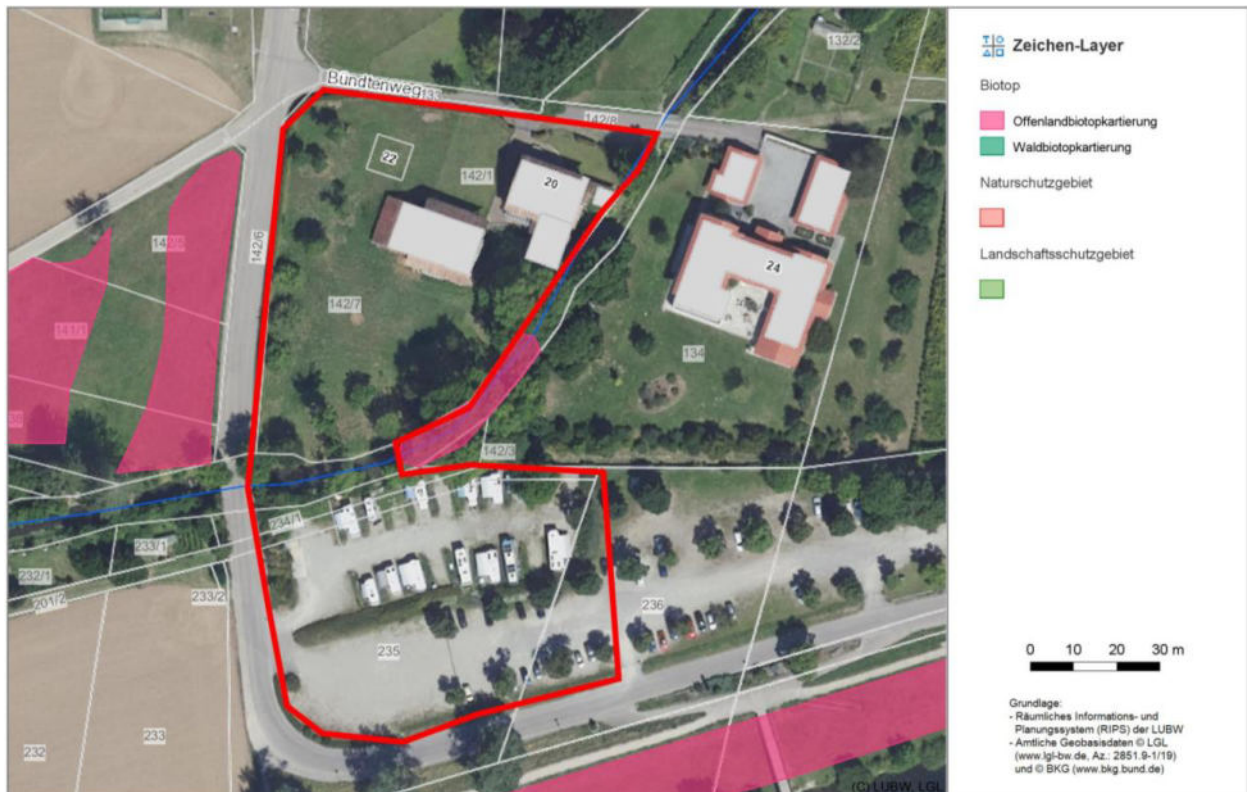 132/2
Bundtenweg
133
142/8
22
142/1
20
142/5
142/6
24
142/7
141/1
134
142/3
234/1
233/1
232/1
201/2
233/2
236
235
232
233
(C) LUBW, LGL
Zeichen-Layer
Biotop
Offenlandbiotopkartierung
Waldbiotopkartierung
Naturschutzgebiet
Landschaftsschutzgebiet
0 10 20 30 m
Grundlage:
- Räumliches Informations- und
Planungssystem (RIPS) der LUBW
- Amtliche Geobasisdaten © LGL
(www.lgl-bw.de, Az.: 2851.9-1/19)
und © BKG (www.bkg.bund.de)